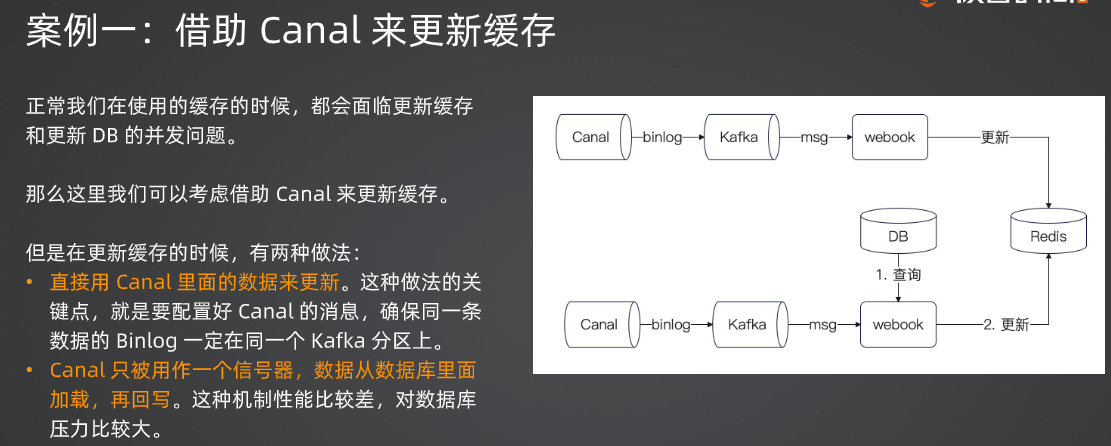 案例一：借助 Canal 来更新缓存
正常我们在使用的缓存的时候，都会面临更新缓存
和更新 DB 的并发问题。
那么这里我们可以考虑借助 Canal 来更新缓存。
但是在更新缓存的时候，有两种做法：
• 直接用 Canal 里面的数据来更新。这种做法的关
键点，就是要配置好 Canal 的消息，确保同一条
数据的 Binlog 一定在同一个 Kafka 分区上。
• Canal 只被用作一个信号器，数据从数据库里面
加载，再回写。这种机制性能比较差，对数据库
压力比较大。
Canal binlog Kafka msg webook 更新
DB Redis
1. 查询
Canal binlog Kafka msg webook 2. 更新